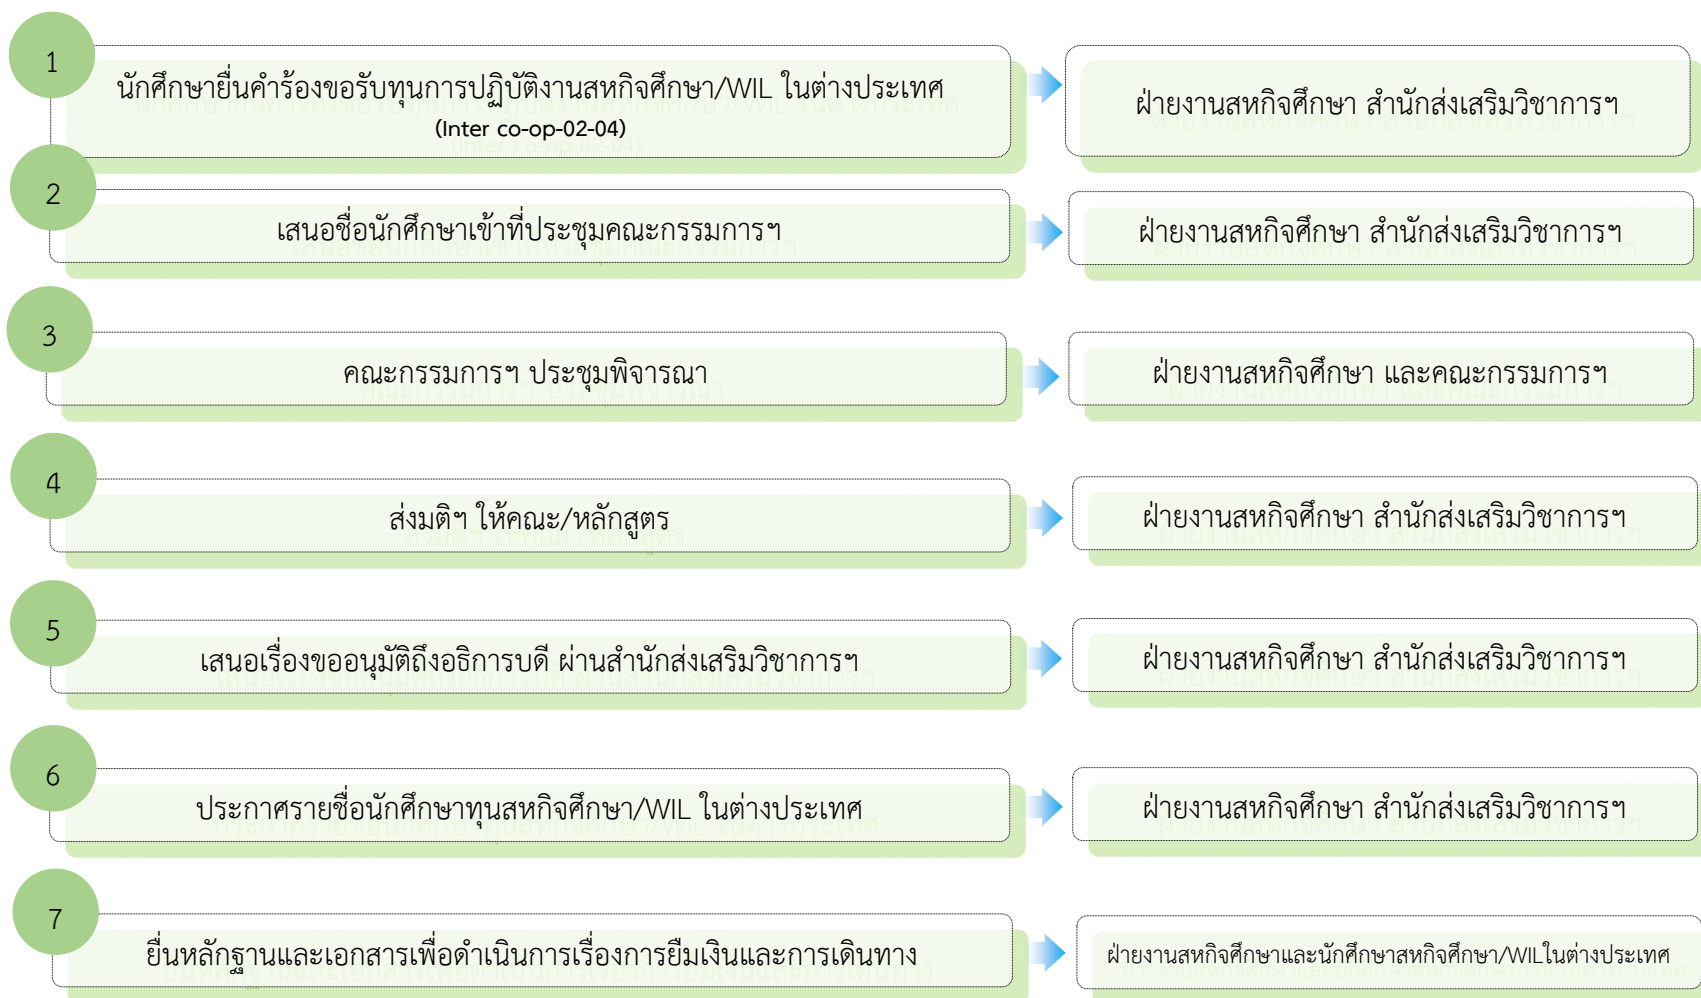 1
นักศึกษายื่นคำร้องขอรับทุนการปฏิบัติงานสหกิจศึกษา/WIL ในต่างประเทศ
(Inter co-op-02-04)
ฝ่ายงานสหกิจศึกษา สำนักส่งเสริมวิชาการฯ
2
เสนอชื่อนักศึกษาเข้าที่ประชุมคณะกรรมการฯ
ฝ่ายงานสหกิจศึกษา สำนักส่งเสริมวิชาการฯ
3
คณะกรรมการฯ ประชุมพิจารณา
ฝ่ายงานสหกิจศึกษา และคณะกรรมการฯ
4
ส่งมติฯ ให้คณะ/หลักสูตร
ฝ่ายงานสหกิจศึกษา สำนักส่งเสริมวิชาการฯ
5
เสนอเรื่องขออนุมัติถึงอธิการบดี ผ่านสำนักส่งเสริมวิชาการฯ
ฝ่ายงานสหกิจศึกษา สำนักส่งเสริมวิชาการฯ
6
ประกาศรายชื่อนักศึกษาทุนสหกิจศึกษา/WIL ในต่างประเทศ
ฝ่ายงานสหกิจศึกษา สำนักส่งเสริมวิชาการฯ
7
ยื่นหลักฐานและเอกสารเพื่อดำเนินการเรื่องการยืมเงินและการเดินทาง
ฝ่ายงานสหกิจศึกษาและนักศึกษาสหกิจศึกษา/WILในต่างประเทศ